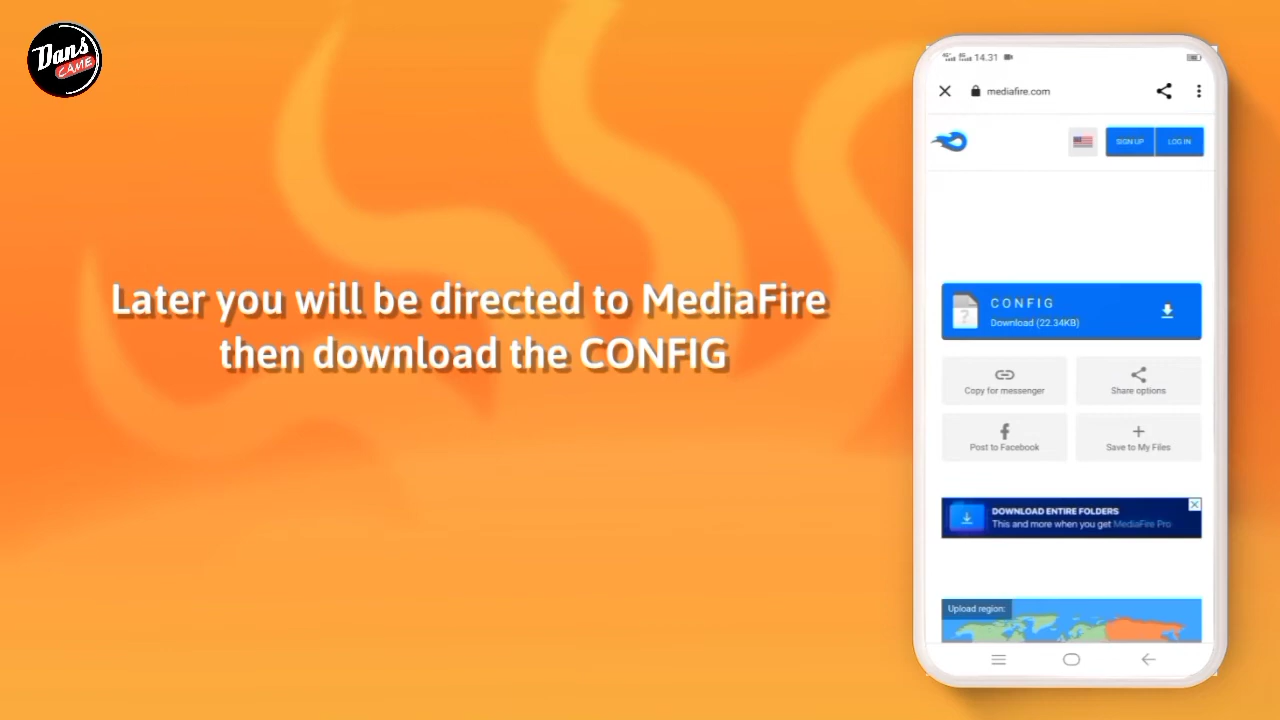 Dans
CAME
Later you will be directed to MediaFire
then download the CONFIG
14.31
mediafire.com
SIGN UP
LOG IN
CONFIG
Download (22.34KB)
Copy for messenger
Share options
Post to Facebook
Save to My Files
DOWNLOAD ENTIRE FOLDERS
This and more when you get MediaFire Pro
Upload region: